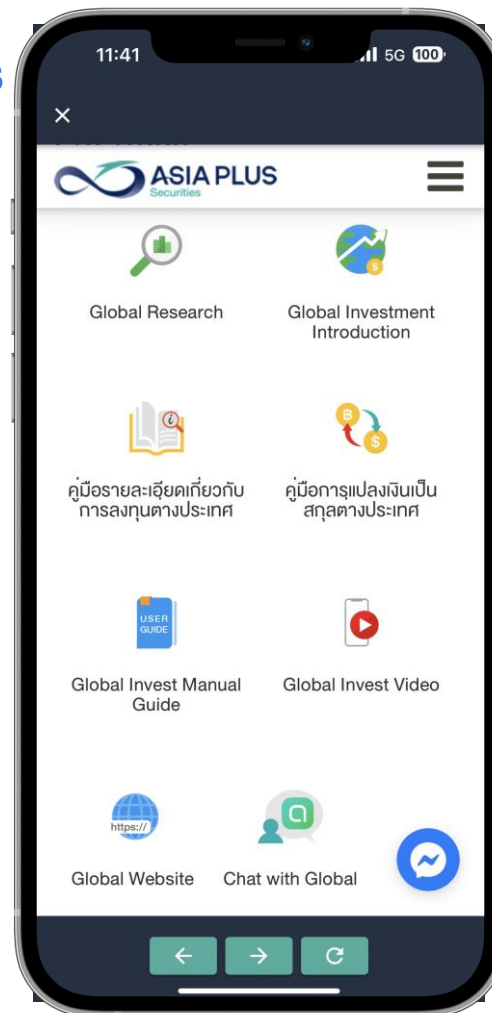 11:41
5G 100
ASIA PLUS
Securities
Global Research
Global Investment
Introduction
คู่มือรายละเอียดเกี่ยวกับ
การลงทุนต่างประเทศ
คู่มือการแปลงเงินเป็น
สกุลต่างประเทศ
USER
GUIDE
Global Invest Manual
Guide
Global Invest Video
https://
Global Website
Chat with Global